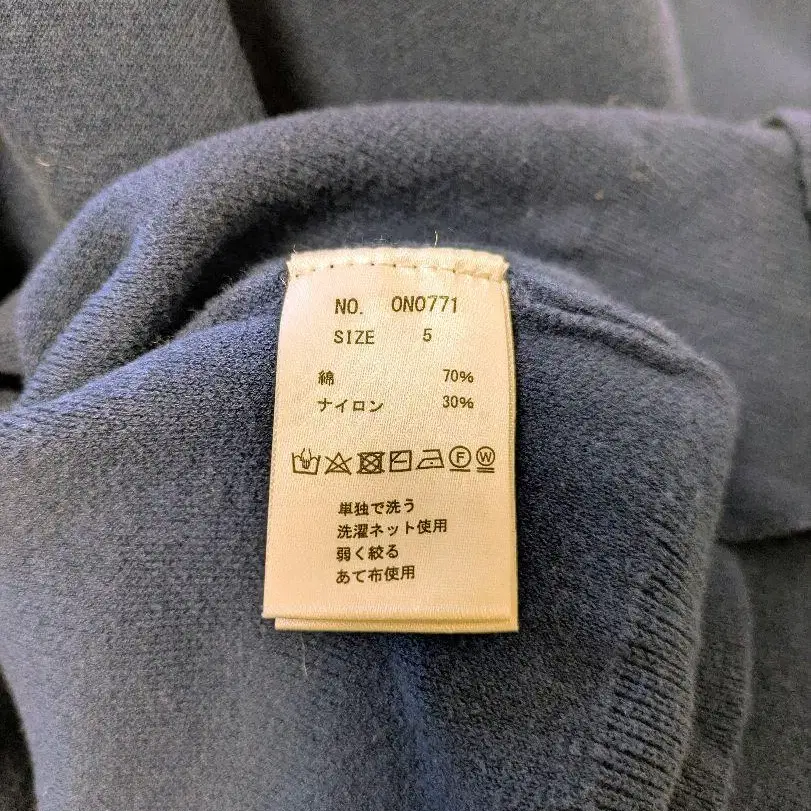 NO. ONO771
SIZE 5
綿 70%
ナイロン 30%
F W
単独で洗う
洗濯ネット使用
弱く絞る
あて布使用